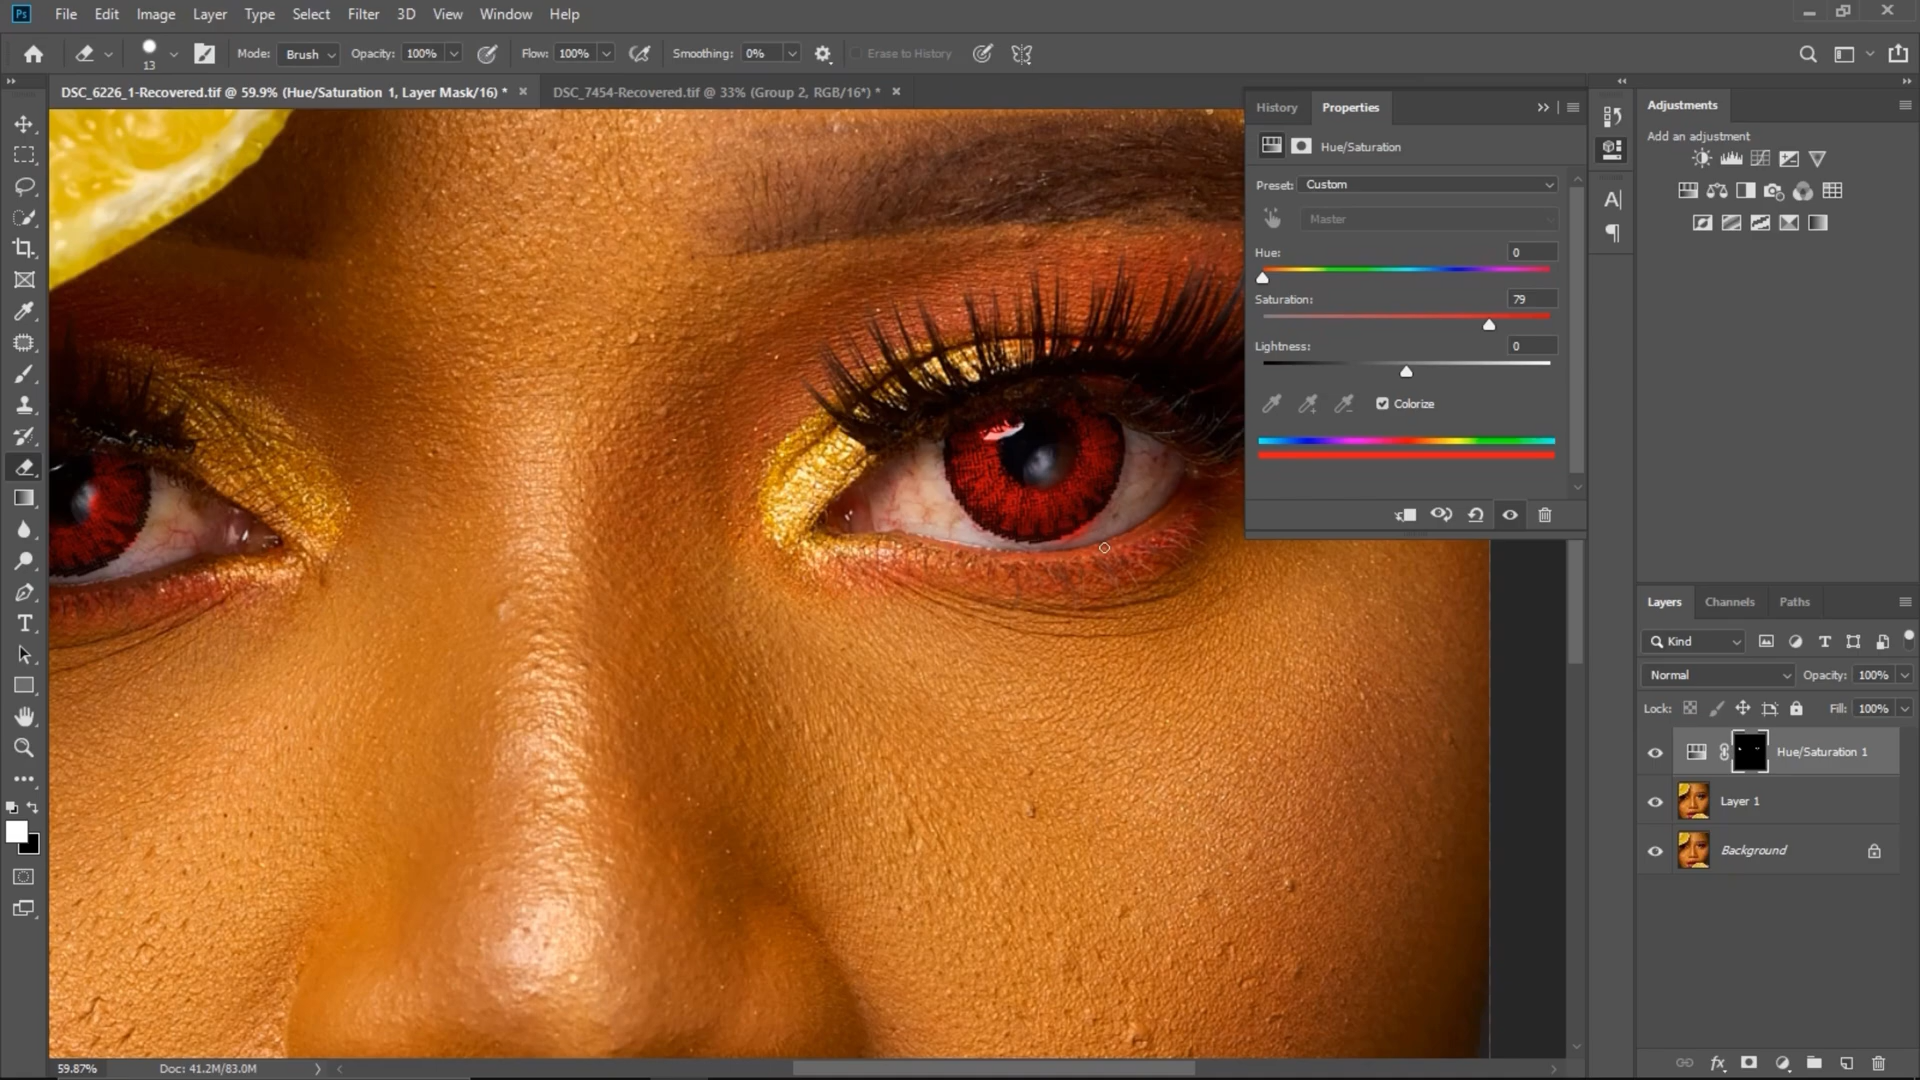 Ps File Edit Image Layer Type Select Filter 3D View Window Help
13 Mode: Brush Opacity: 100% Flow: 100% Smoothing: 0% Erase to History
DSC_6226_1-Recovered.tif @ 59.9% (Hue/Saturation 1, Layer Mask/16) * DSC_7454-Recovered.tif @ 33% (Group 2, RGB/16*) *
History Properties
Hue/Saturation
Preset: Custom
Master
Hue: 0
Saturation: 79
Lightness: 0
Colorize
Adjustments
Add an adjustment
Layers Channels Paths
Kind
Normal Opacity: 100%
Lock: Fill: 100%
Hue/Saturation 1
Layer 1
Background
59.87% Doc: 41.2M/83.0M